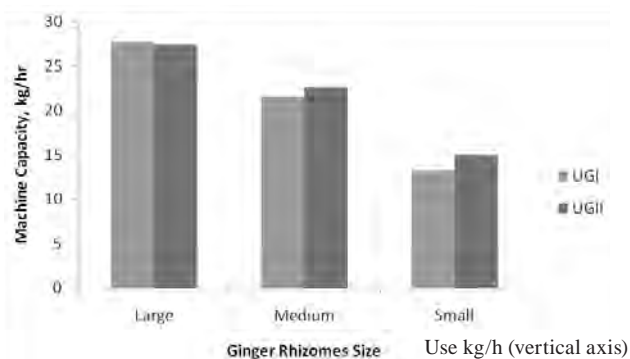 30
25
20
15
10
5
0
Machine Capacity, kg/hr
Large Medium Small
UGI
UGII
Ginger Rhizomes Size
Use kg/h (vertical axis)